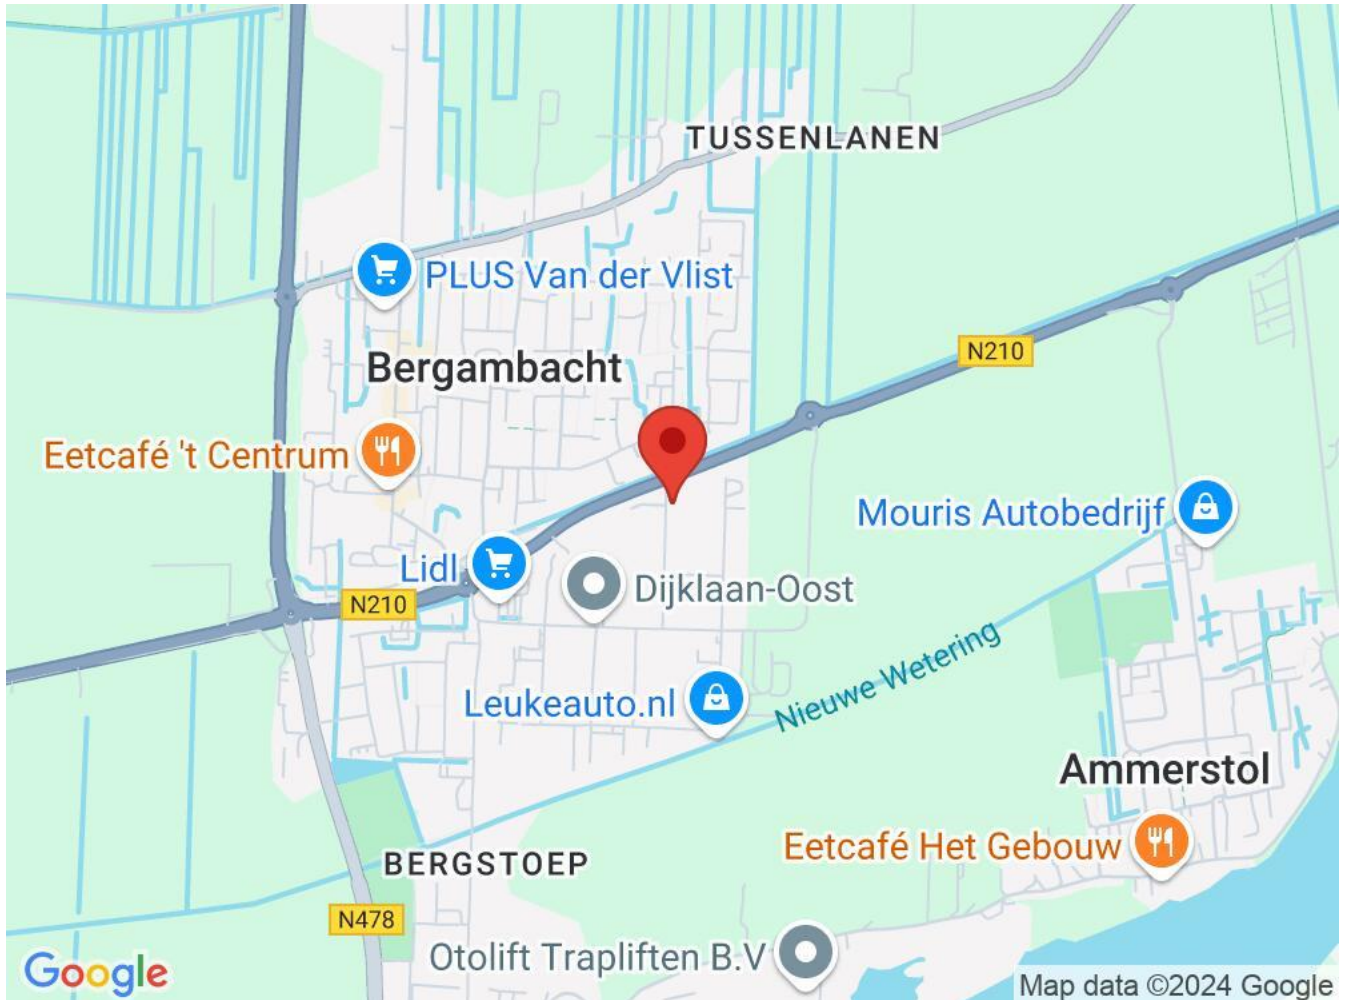 TUSSENLANEN
PLUS Van der Vlist
N210
Bergambacht
Eetcafé 't Centrum
Mouris Autobedrijf
Lidl
Dijklaan-Oost
N210
Nieuwe Wetering
Leukeauto.nl
Ammerstol
Eetcafé Het Gebouw
BERGSTOEP
N478
Otolift Trapliften B.V
Google
Map data ©2024 Google